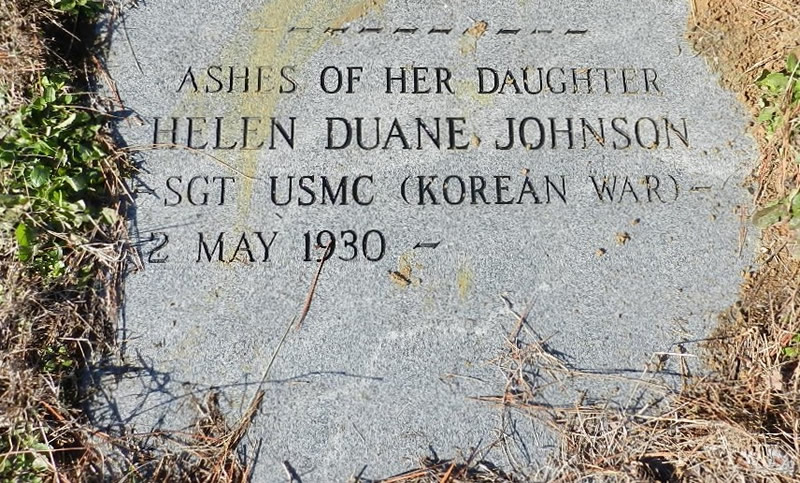 ASHES OF HER DAUGHTER
HELEN DUANE JOHNSON
-SGT USMC (KOREAN WAR)-
2 MAY 1930 -